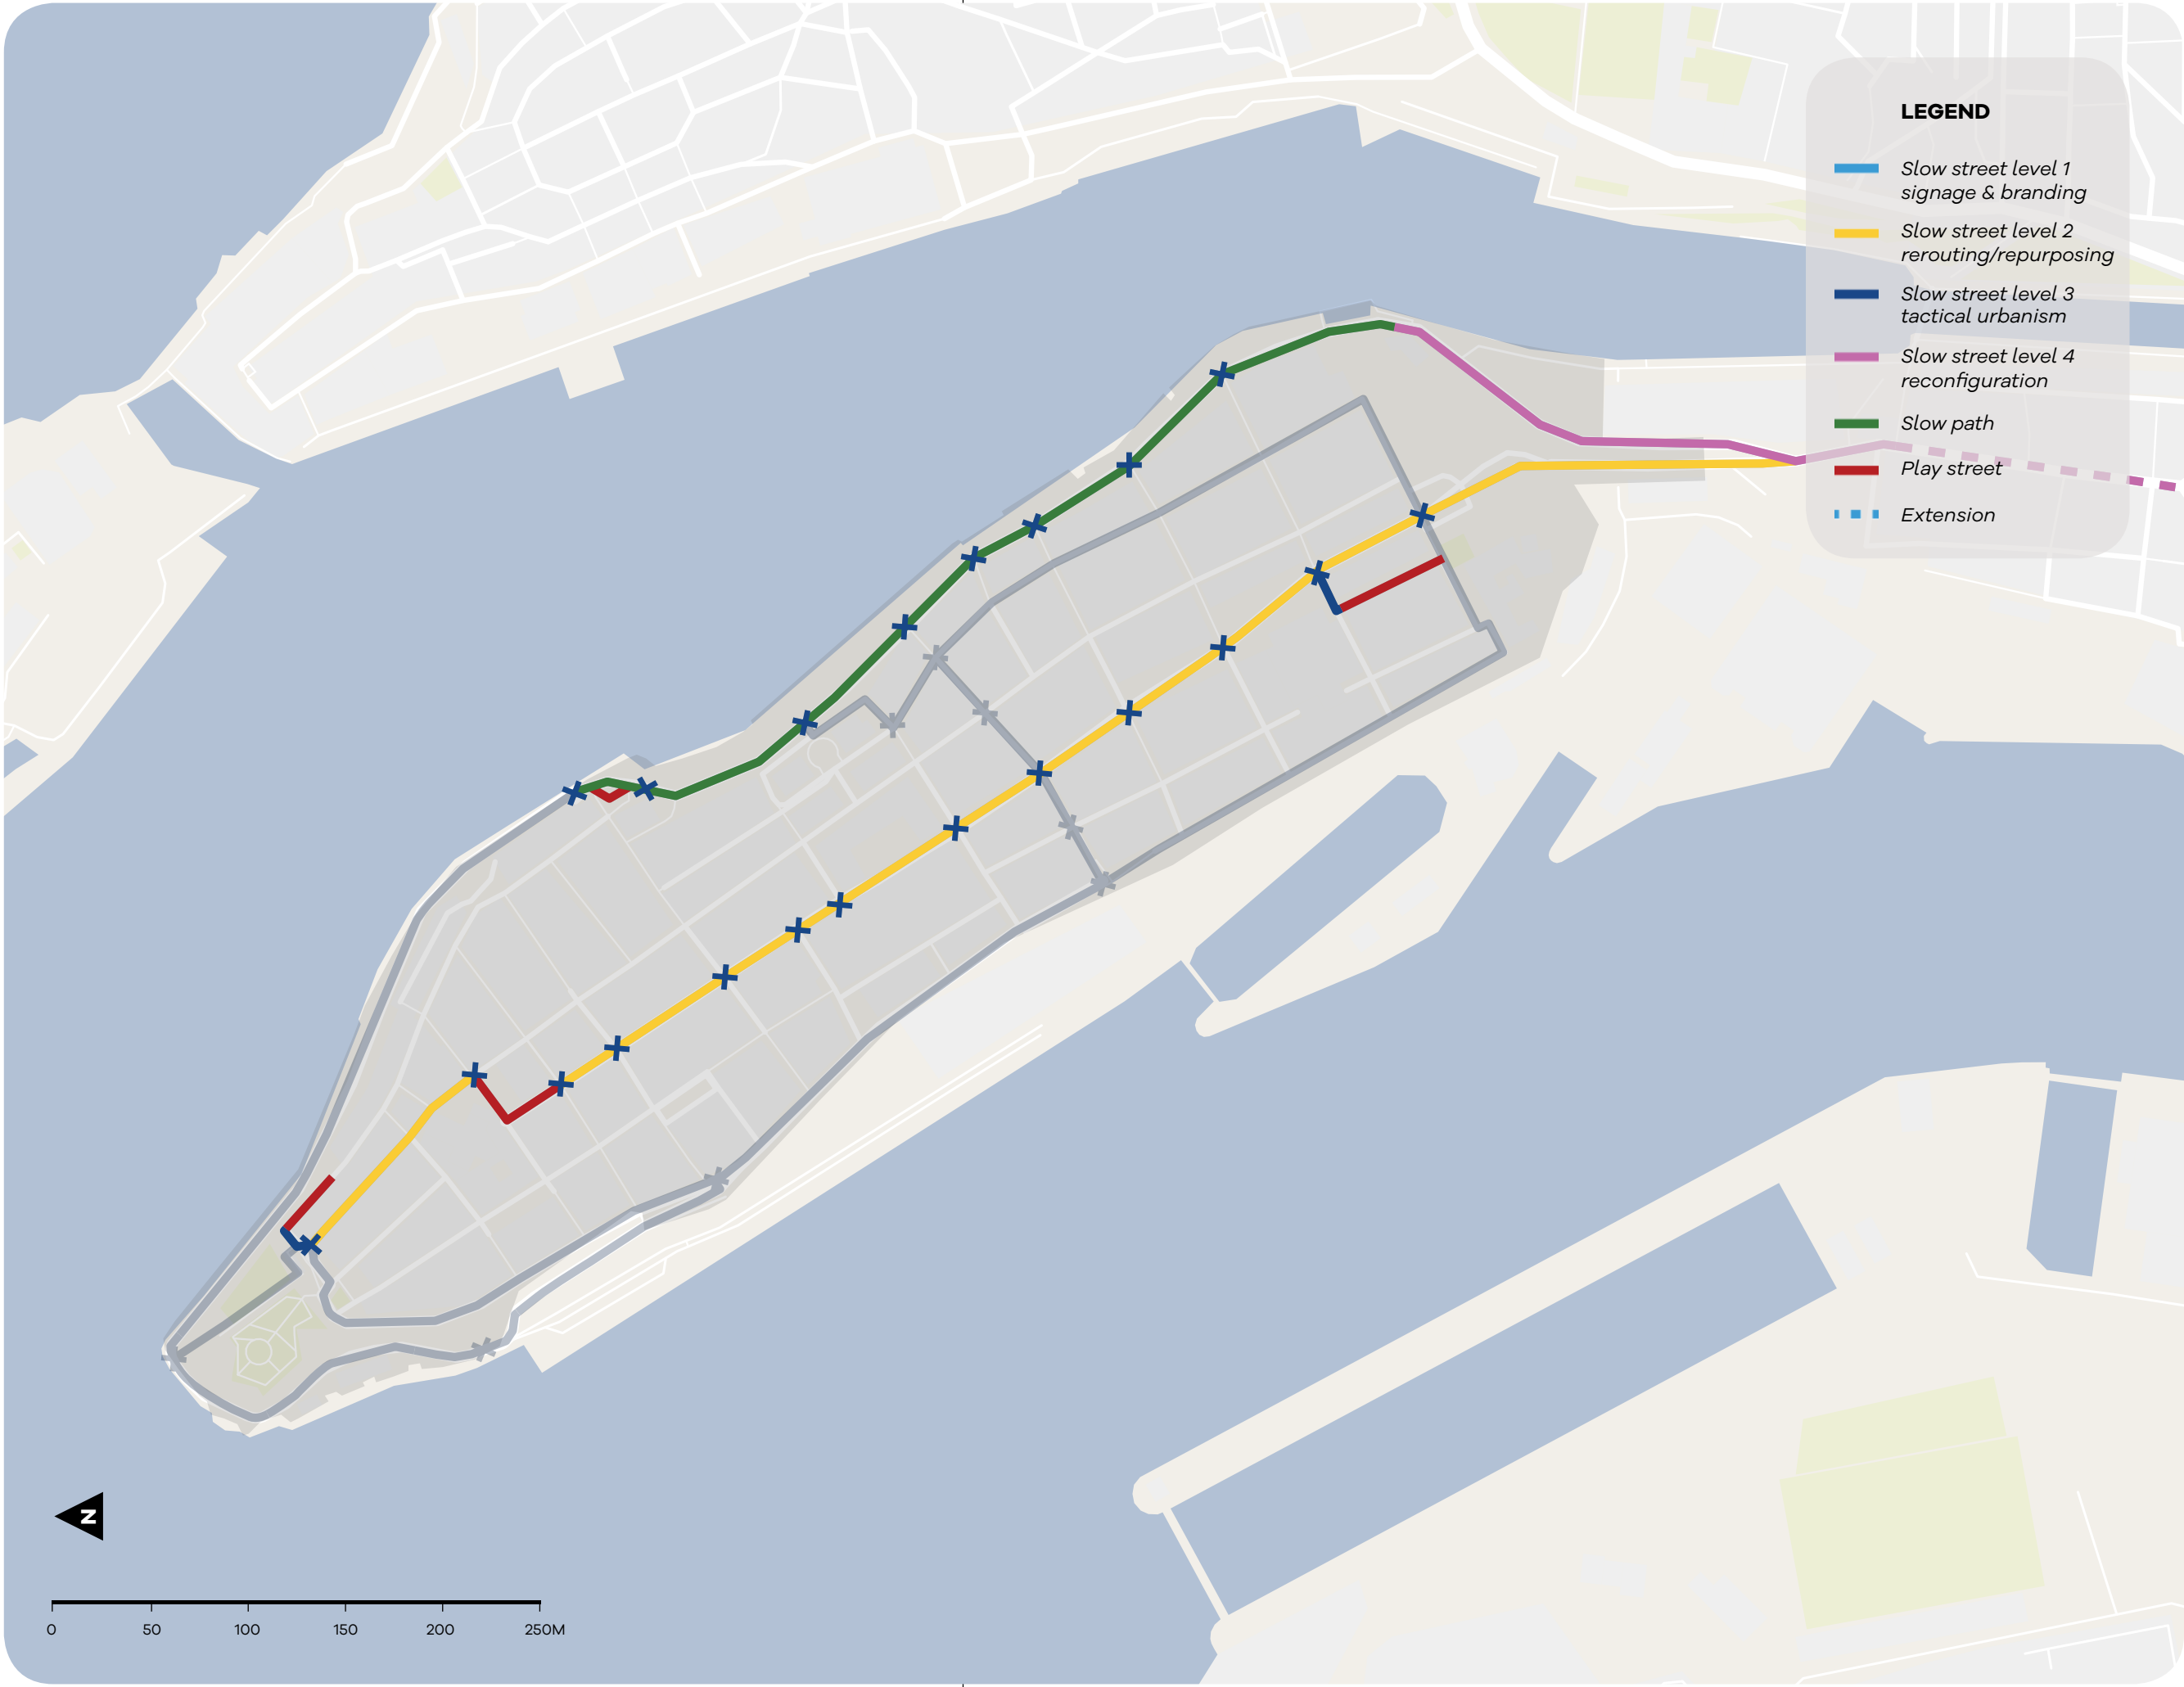 LEGEND
Slow street level 1
signage & branding
Slow street level 2
rerouting/repurposing
Slow street level 3
tactical urbanism
Slow street level 4
reconfiguration
Slow path
Play street
Extension
N
0 50 100 150 200 250M